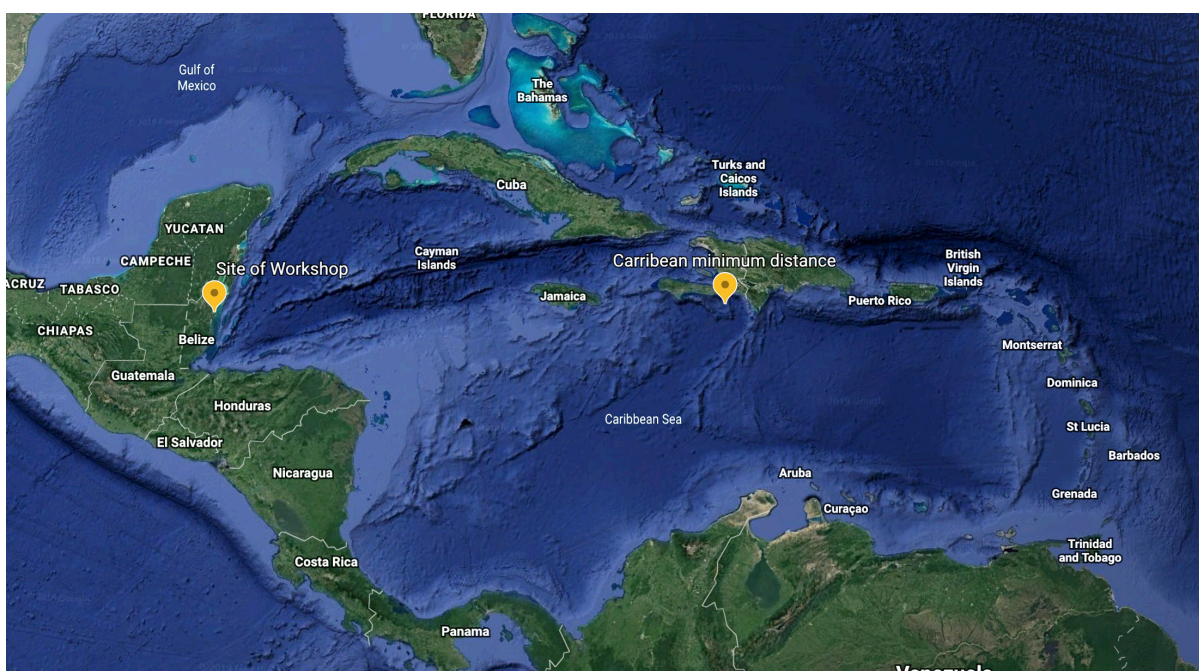 FLORIDA
Gulf of
Mexico
The
Bahamas
Turks and
Caicos
Islands
Cuba
YUCATAN
Cayman
Islands
CAMPECHE
Site of Workshop
Carribean minimum distance
British
Virgin
Islands
ACRUZ
TABASCO
Jamaica
Puerto Rico
CHIAPAS
Belize
Montserrat
Guatemala
Dominica
Honduras
Caribbean Sea
St Lucia
El Salvador
Barbados
Nicaragua
Aruba
Grenada
Curaçao
Trinidad
and Tobago
Costa Rica
Panama
Venezuela